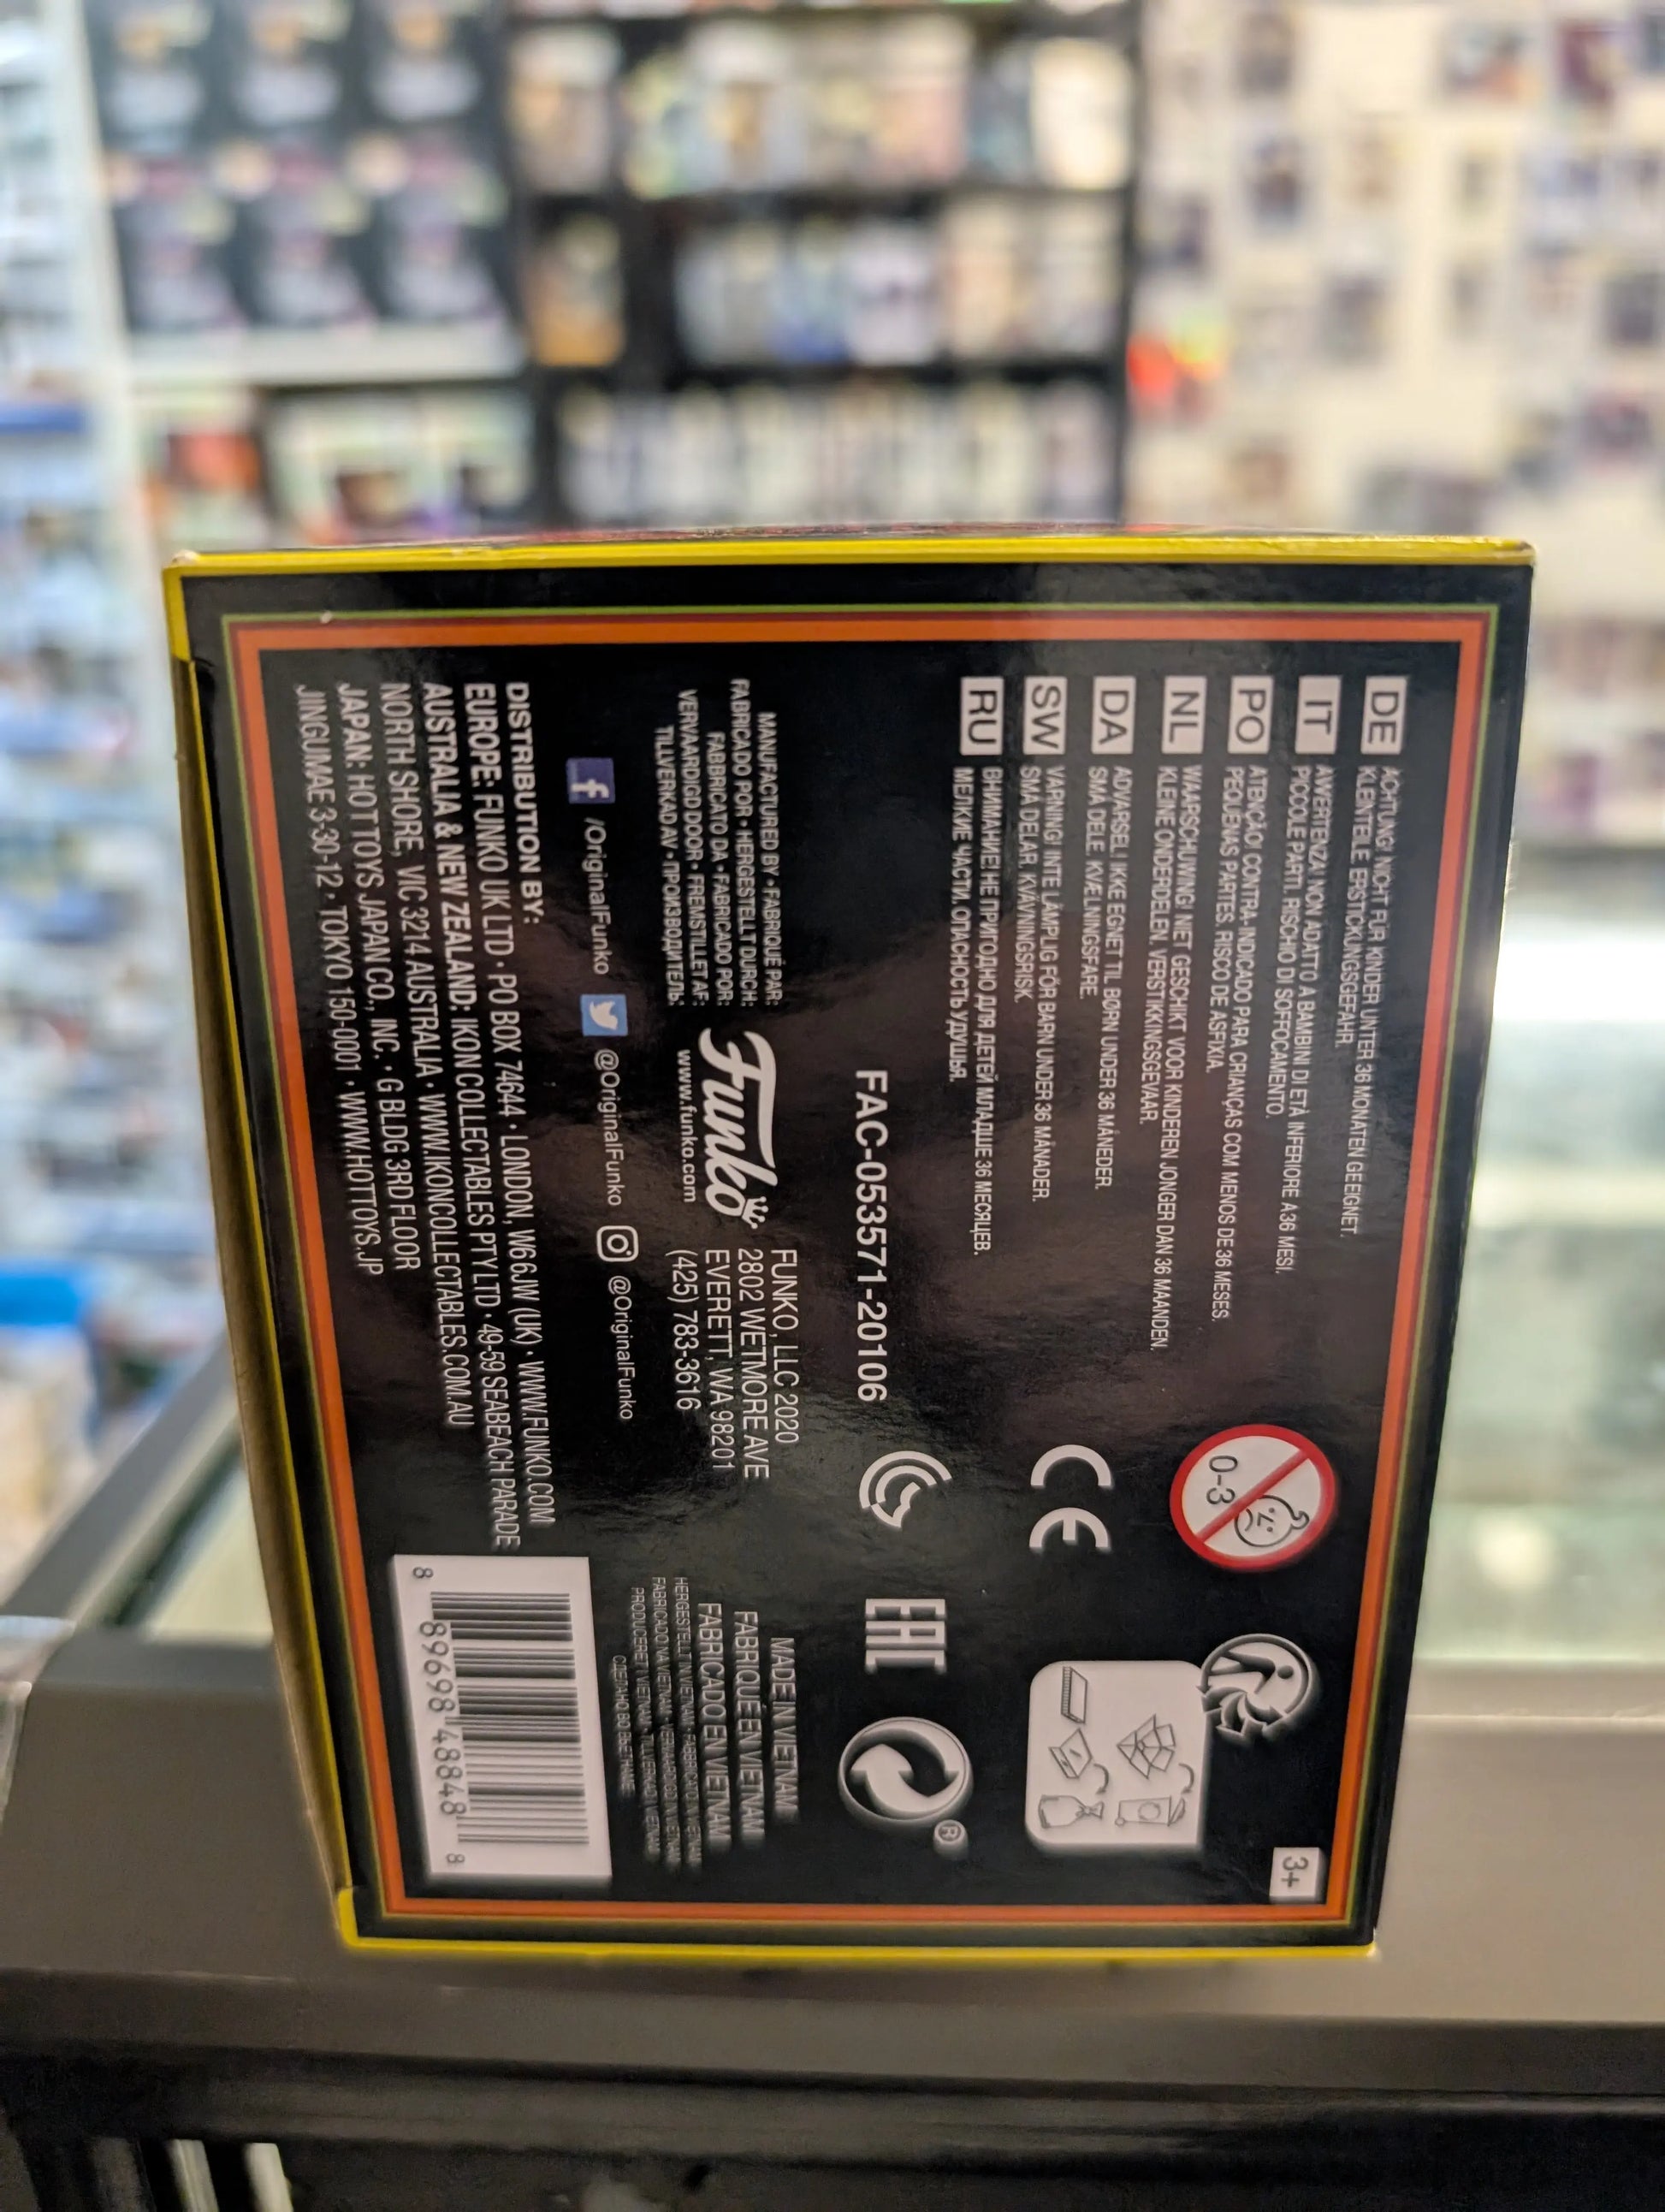 DE ACHTUNG! NICHT FÜR KINDER UNTER 36 MONATEN GEEIGNET.
KLEINTEILE. ERSTICKUNGSGEFAHR.
IT AVVERTENZA! NON ADATTO A BAMBINI DI ETÀ INFERIORE A 36 MESI.
PICCOLE PARTI. RISCHIO DI SOFFOCAMENTO.
PO ATENÇÃO! CONTRA-INDICADO PARA CRIANÇAS COM MENOS DE 36 MESES.
PEQUENAS PARTES. RISCO DE ASFIXIA.
NL WAARSCHUWING! NIET GESCHIKT VOOR KINDEREN JONGER DAN 36 MAANDEN.
KLEINE ONDERDELEN. VERSTIKKINGSGEVAAR.
DA ADVARSEL! IKKE EGNET TIL BØRN UNDER 36 MÅNEDER.
SMÅ DELE. KVÆLNINGSFARE.
SW VARNING! INTE LÄMPLIG FÖR BARN UNDER 36 MÅNADER.
SMÅ DELAR. KVÄVNINGSRISK.
RU ВНИМАНИЕ! НЕ ПРИГОДНО ДЛЯ ДЕТЕЙ МЛАДШЕ 36 МЕСЯЦЕВ.
МЕЛКИЕ ЧАСТИ. ОПАСНОСТЬ УДУШЬЯ.
0-3
3+
CE
FAC-053571-20106
EAC
®
MANUFACTURED BY • FABRIQUÉ PAR:
FABRICADO POR • HERGESTELLT DURCH:
FABBRICATO DA • FABRICADO POR:
VERVAARDIGD DOOR • FREMSTILLET AF:
TILLVERKAD AV • ПРОИЗВОДИТЕЛЬ:
Funko
www.funko.com
FUNKO, LLC 2020
2802 WETMORE AVE
EVERETT, WA 98201
(425) 783-3616
MADE IN VIETNAM
FABRIQUÉ EN VIETNAM
FABRICADO EN VIETNAM
/OriginalFunko
@OriginalFunko
@OriginalFunko
DISTRIBUTION BY:
EUROPE: FUNKO UK LTD • PO BOX 74644 • LONDON, W6 6JW (UK) • WWW.FUNKO.COM
AUSTRALIA & NEW ZEALAND: IKON COLLECTABLES PTY LTD • 49-59 SEABEACH PARADE
NORTH SHORE, VIC 3214 AUSTRALIA • WWW.IKONCOLLECTABLES.COM.AU
JAPAN: HOT TOYS JAPAN CO., INC. • G BLDG 3RD FLOOR
JINGUMAE 3-30-12 • TOKYO 150-0001 • WWW.HOTTOYS.JP
8 89698 48848 8